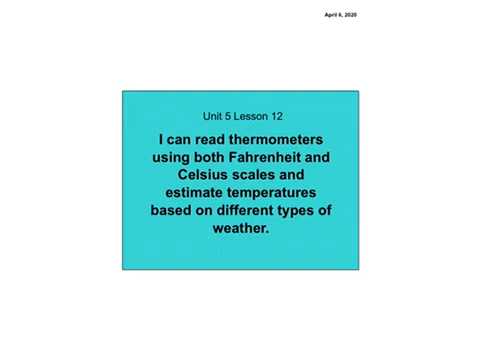 April 6, 2020
Unit 5 Lesson 12
I can read thermometers
using both Fahrenheit and
Celsius scales and
estimate temperatures
based on different types of
weather.